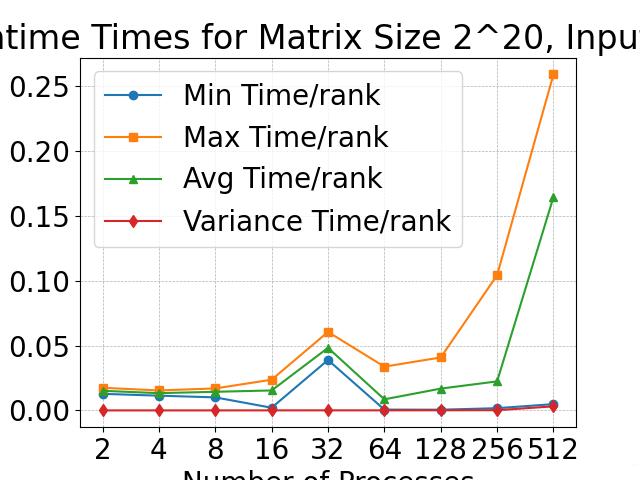 ntime Times for Matrix Size 2^20, Input
Min Time/rank
Max Time/rank
Avg Time/rank
Variance Time/rank
0.25
0.20
0.15
0.10
0.05
0.00
2 4 8 16 32 64 128 256 512
Number of Processes